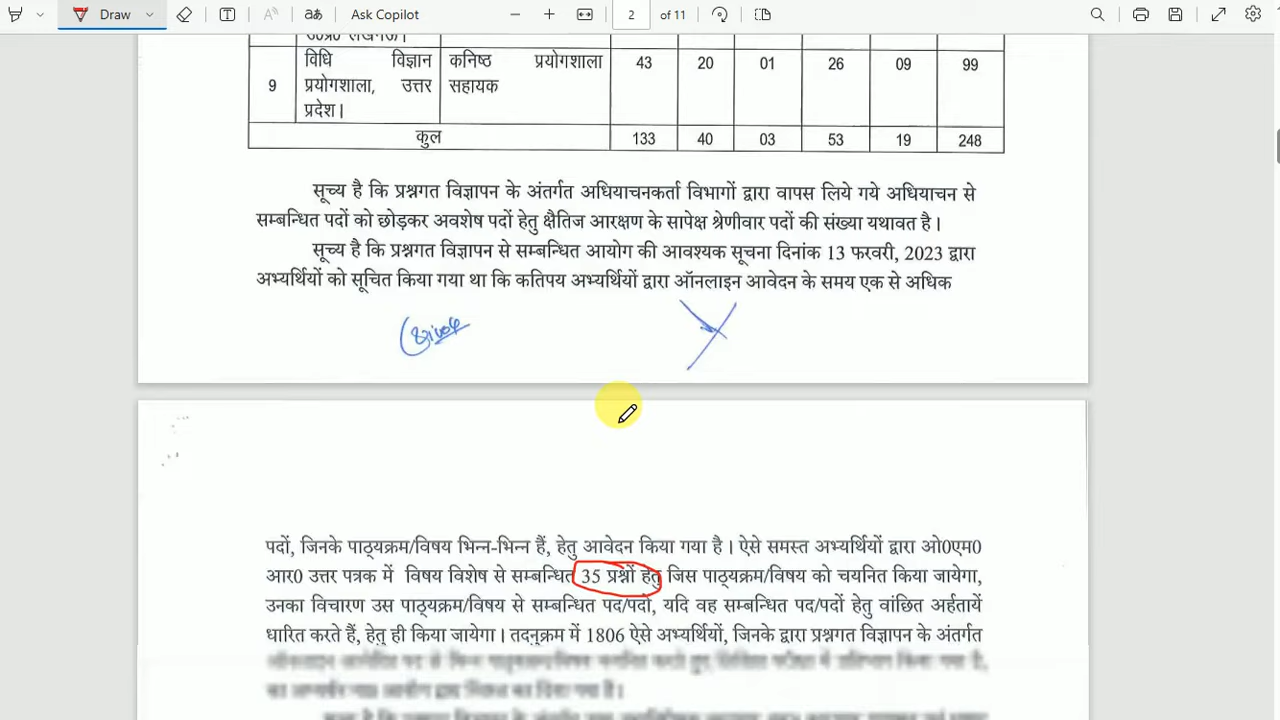 Draw
Ask Copilot
2 of 11
विधि विज्ञान कनिष्ठ प्रयोगशाला 43 20 01 26 09 99
9 प्रयोगशाला, उत्तर सहायक
प्रदेश।
कुल 133 40 03 53 19 248
सूच्य है कि प्रश्नगत विज्ञापन के अंतर्गत अधियाचनकर्ता विभागों द्वारा वापस लिये गये अधियाचन से
सम्बन्धित पदों को छोड़कर अवशेष पदों हेतु क्षैतिज आरक्षण के सापेक्ष श्रेणीवार पदों की संख्या यथावत है।
सूच्य है कि प्रश्नगत विज्ञापन से सम्बन्धित आयोग की आवश्यक सूचना दिनांक 13 फरवरी, 2023 द्वारा
अभ्यर्थियों को सूचित किया गया था कि कतिपय अभ्यर्थियों द्वारा ऑनलाइन आवेदन के समय एक से अधिक
पदों, जिनके पाठ्यक्रम/विषय भिन्न-भिन्न हैं, हेतु आवेदन किया गया है। ऐसे समस्त अभ्यर्थियों द्वारा ओ0एम0
आर0 उत्तर पत्रक में विषय विशेष से सम्बन्धित 35 प्रश्नों हेतु जिस पाठ्यक्रम/विषय को चयनित किया जायेगा,
उनका विचारण उस पाठ्यक्रम/विषय से सम्बन्धित पद/पदों, यदि वह सम्बन्धित पद/पदों हेतु वांछित अर्हतायें
धारित करते हैं, हेतु ही किया जायेगा। तदनुक्रम में 1806 ऐसे अभ्यर्थियों, जिनके द्वारा प्रश्नगत विज्ञापन के अंतर्गत